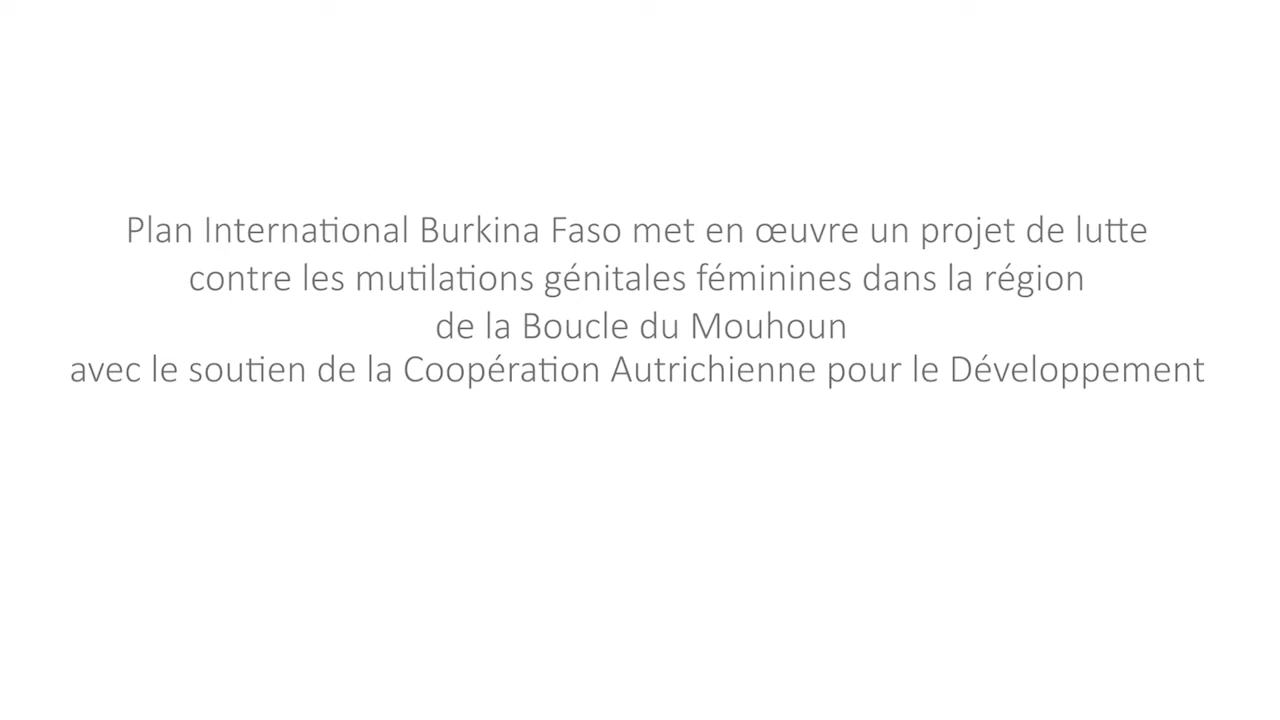 Plan International Burkina Faso met en œuvre un projet de lutte
contre les mutilations génitales féminines dans la région
de la Boucle du Mouhoun
avec le soutien de la Coopération Autrichienne pour le Développement